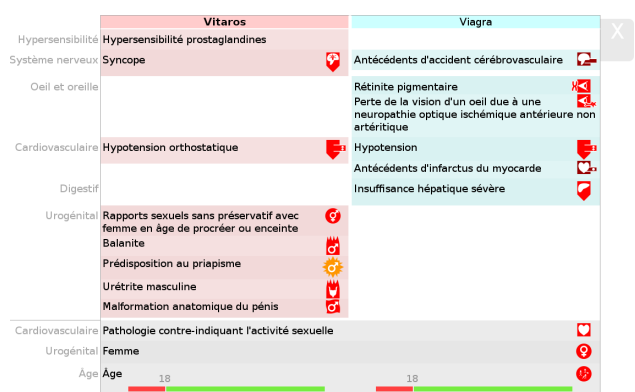 Vitaros Viagra
X
Hypersensibilité Hypersensibilité prostaglandines
Système nerveux Syncope Antécédents d'accident cérébrovasculaire
Oeil et oreille Rétinite pigmentaire
Perte de la vision d'un oeil due à une
neuropathie optique ischémique antérieure non
artéritique
Cardiovasculaire Hypotension orthostatique Hypotension
Antécédents d'infarctus du myocarde
Digestif Insuffisance hépatique sévère
Urogénital Rapports sexuels sans préservatif avec
femme en âge de procréer ou enceinte
Balanite
Prédisposition au priapisme
Urétrite masculine
Malformation anatomique du pénis
Cardiovasculaire Pathologie contre-indiquant l'activité sexuelle
Urogénital Femme
Âge Âge
18 18